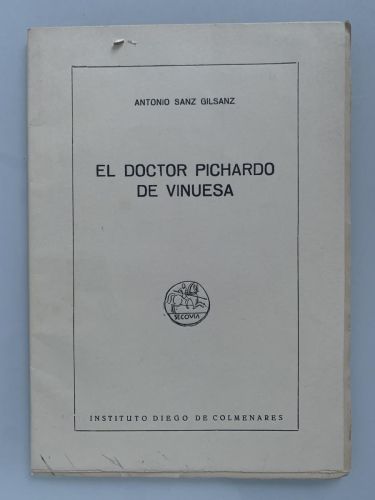 ANTONIO SANZ GILSANZ
EL DOCTOR PICHARDO
DE VINUESA
SEGOVIA
INSTITUTO DIEGO DE COLMENARES